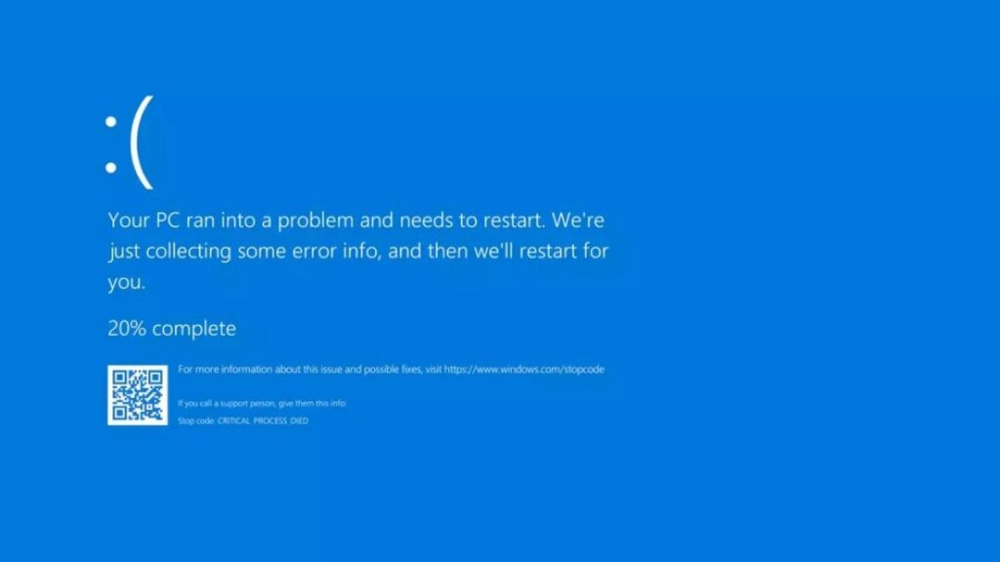 :(
Your PC ran into a problem and needs to restart. We're
just collecting some error info, and then we'll restart for
you.
20% complete
For more information about this issue and possible fixes, visit https://www.windows.com/stopcode
If you call a support person, give them this info:
Stop code: CRITICAL PROCESS DIED